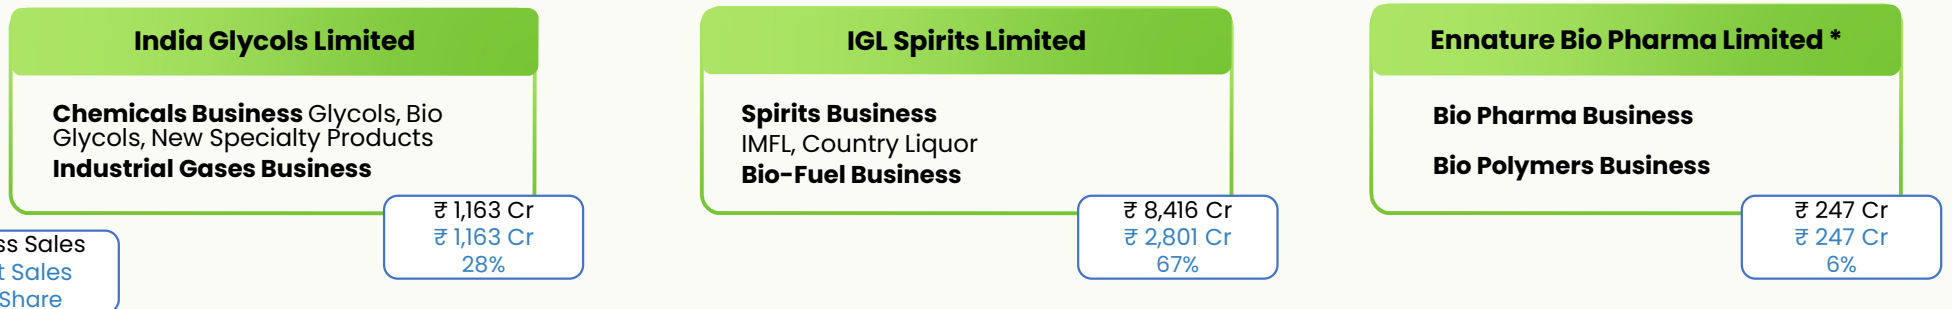 India Glycols Limited
Chemicals Business Glycols, Bio
Glycols, New Specialty Products
Industrial Gases Business
₹ 1,163 Cr
₹ 1,163 Cr
28%
IGL Spirits Limited
Spirits Business
IMFL, Country Liquor
Bio-Fuel Business
₹ 8,416 Cr
₹ 2,801 Cr
67%
Ennature Bio Pharma Limited *
Bio Pharma Business
Bio Polymers Business
₹ 247 Cr
₹ 247 Cr
6%
ss Sales
t Sales
Share